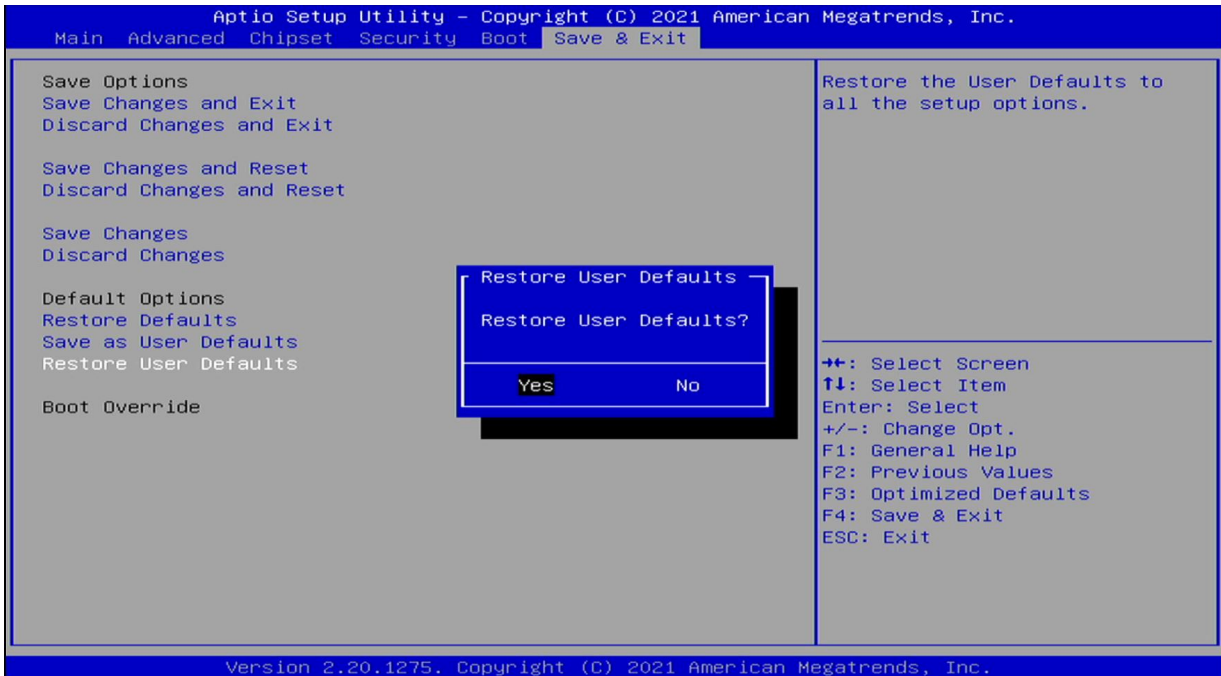 Aptio Setup Utility – Copyright (C) 2021 American Megatrends, Inc.
Main Advanced Chipset Security Boot Save & Exit
Save Options
Save Changes and Exit
Discard Changes and Exit
Save Changes and Reset
Discard Changes and Reset
Save Changes
Discard Changes
Default Options
Restore Defaults
Save as User Defaults
Restore User Defaults
Boot Override
Restore User Defaults
Restore User Defaults?
Yes No
Restore the User Defaults to
all the setup options.
→←: Select Screen
↑↓: Select Item
Enter: Select
+/-: Change Opt.
F1: General Help
F2: Previous Values
F3: Optimized Defaults
F4: Save & Exit
ESC: Exit
Version 2.20.1275. Copyright (C) 2021 American Megatrends, Inc.